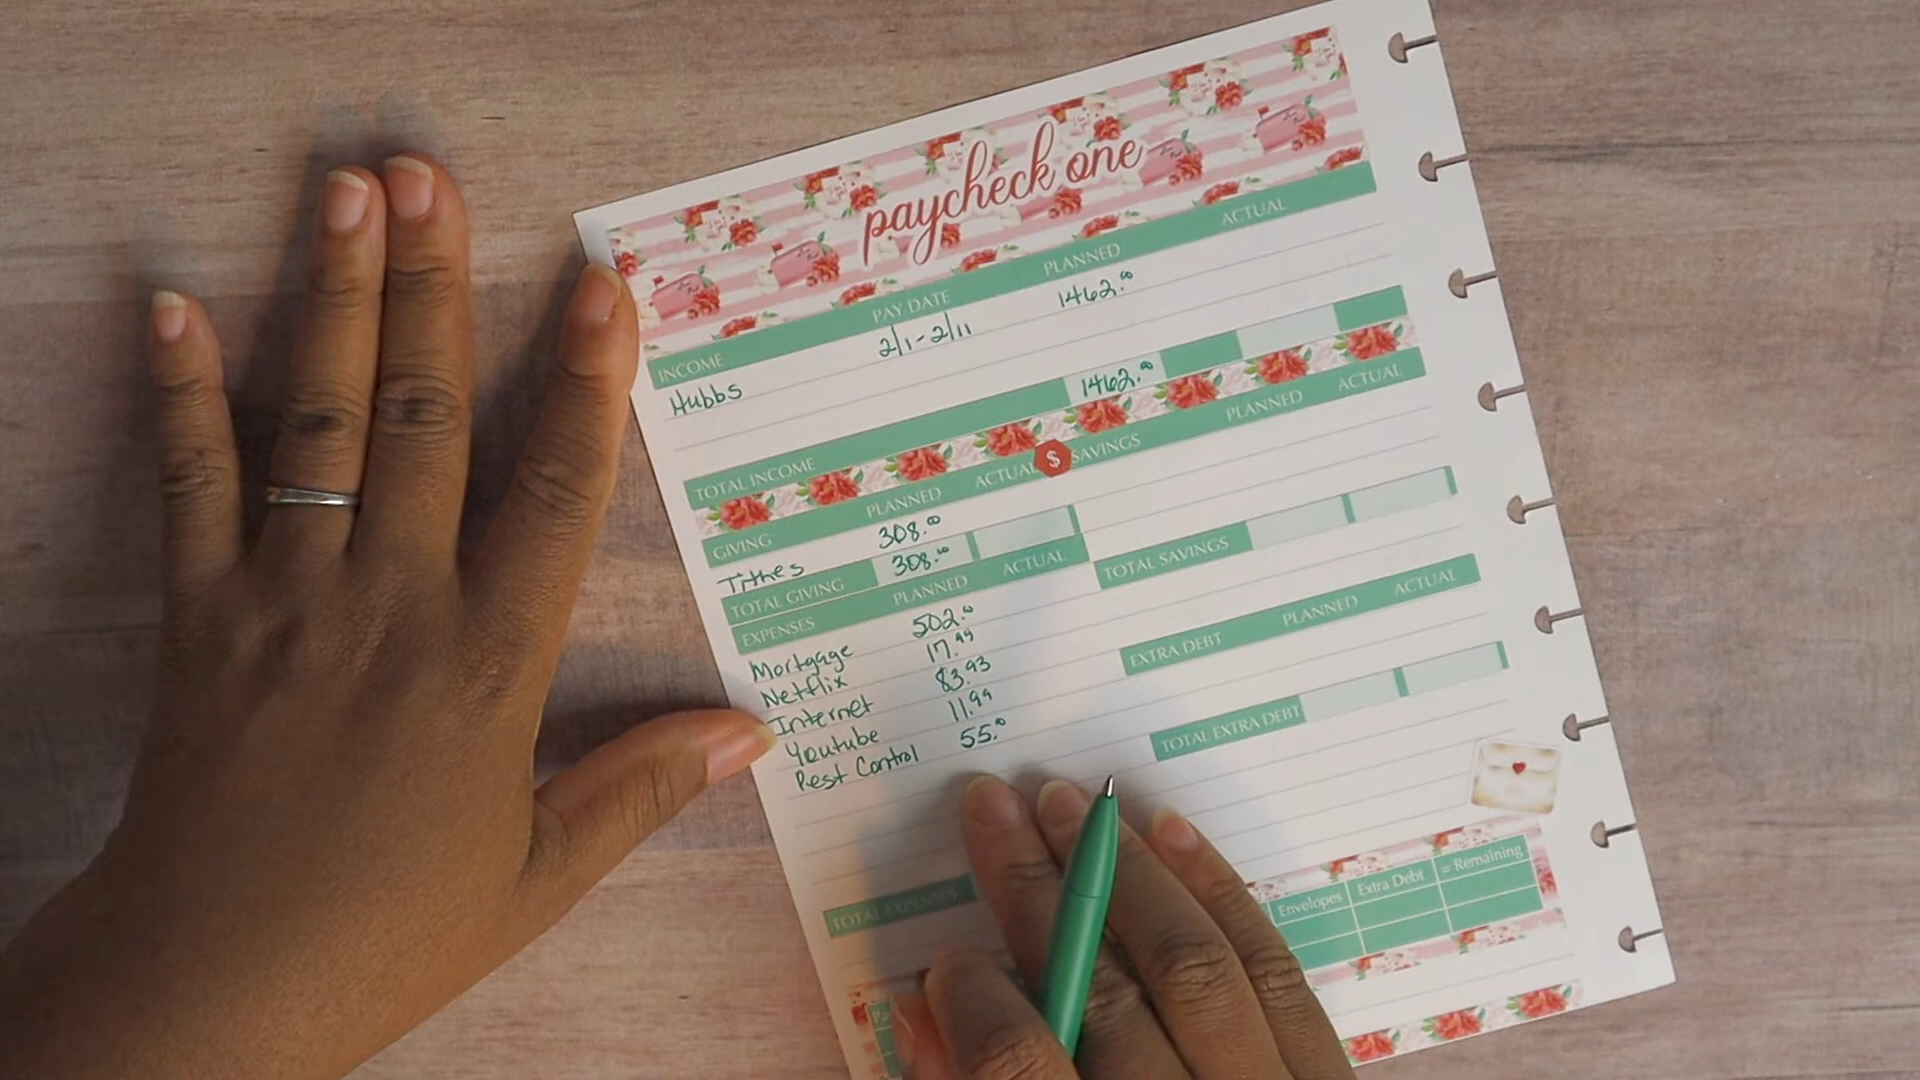 paycheck one
INCOME PAY DATE PLANNED ACTUAL
Hubbs 2/1-2/11 1462.00
TOTAL INCOME 1462.00
GIVING PLANNED ACTUAL
Tithes 308.00
TOTAL GIVING 308.00
EXPENSES PLANNED ACTUAL
Mortgage 502.00
Netflix 17.99
Internet 83.93
Youtube 11.99
Pest Control 55.00
TOTAL EXPENSES
$ SAVINGS PLANNED ACTUAL
TOTAL SAVINGS
EXTRA DEBT PLANNED ACTUAL
TOTAL EXTRA DEBT
Envelopes Extra Debt = Remaining